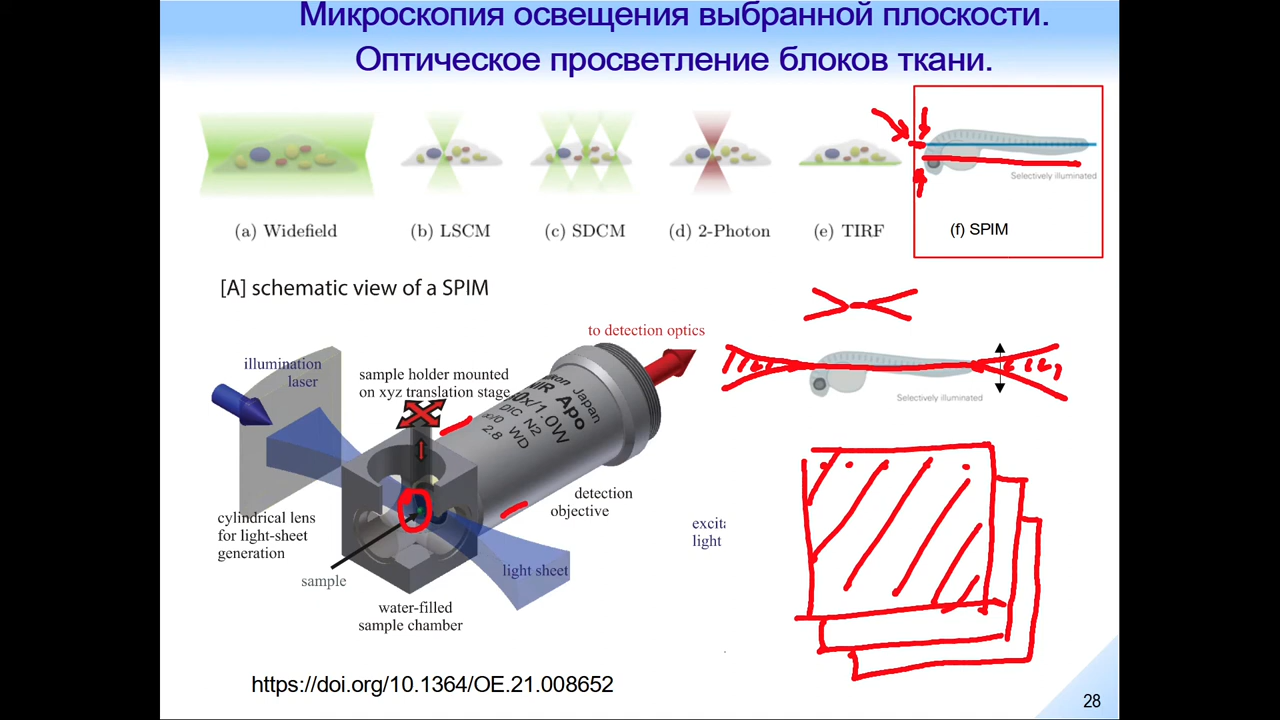 Микроскопия освещения выбранной плоскости.
Оптическое просветление блоков ткани.
Selectively illuminated
(a) Widefield
(b) LSCM
(c) SDCM
(d) 2-Photon
(e) TIRF
(f) SPIM
[A] schematic view of a SPIM
to detection optics
illumination
laser
sample holder mounted
on xyz translation stage
Japan
Apo
0x/1.0W
DIC N2
WD
2.8
Selectively illuminated
detection
objective
cylindrical lens
for light-sheet
generation
sample
light sheet
water-filled
sample chamber
light
https://doi.org/10.1364/OE.21.008652
28